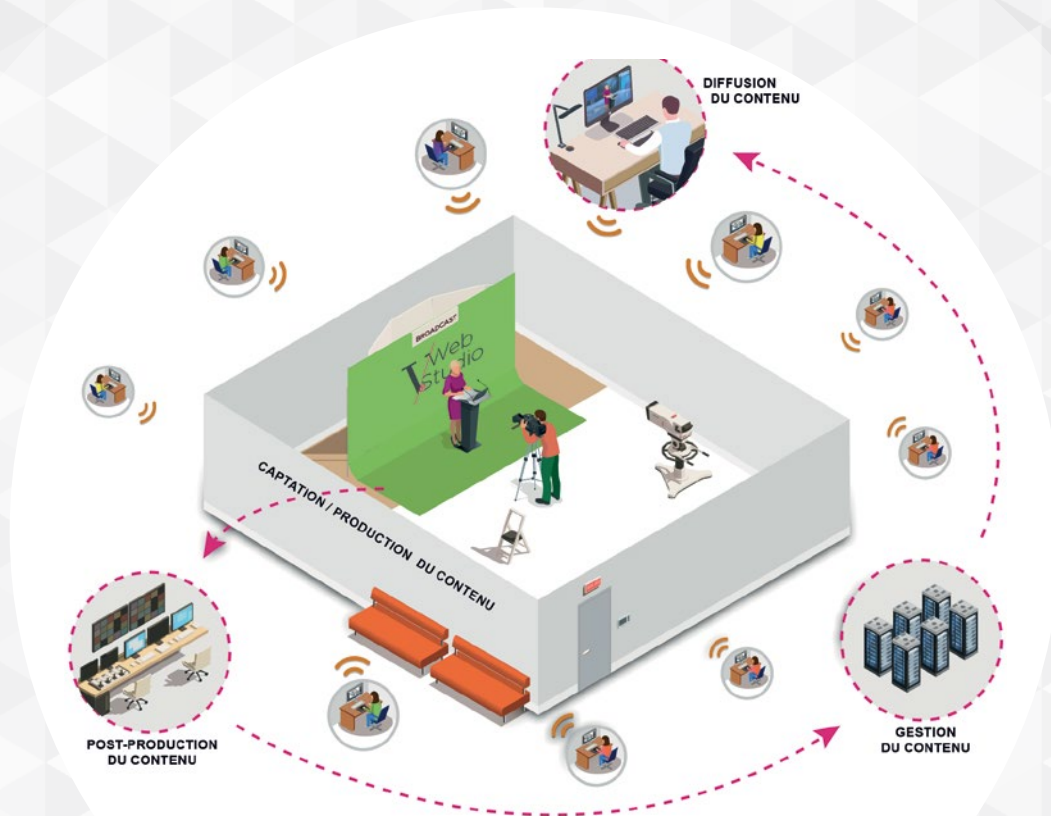 DIFFUSION
DU CONTENU
BROADCAST
Web
Studio
CAPTATION / PRODUCTION DU CONTENU
POST-PRODUCTION
DU CONTENU
GESTION
DU CONTENU